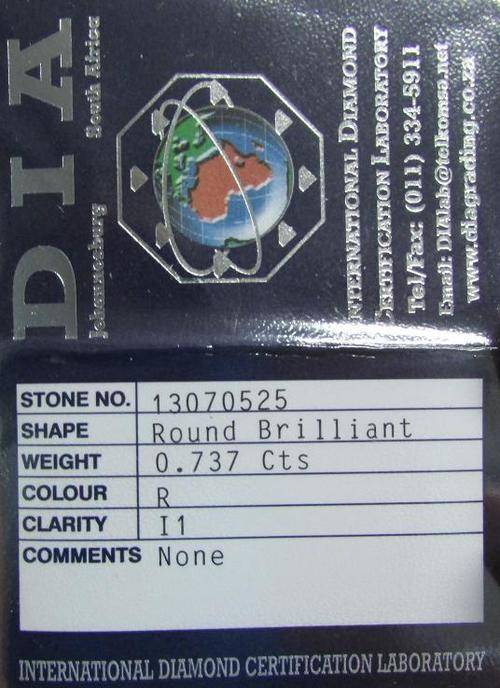 DIA
Johannesburg South Africa
INTERNATIONAL DIAMOND
CERTIFICATION LABORATORY
Tel/Fax: (011) 334-5911
Email: DIAlab@telkomsa.net
www.diagrading.co.za
STONE NO. 13070525
SHAPE Round Brilliant
WEIGHT 0.737 Cts
COLOUR R
CLARITY I1
COMMENTS None
INTERNATIONAL DIAMOND CERTIFICATION LABORATORY